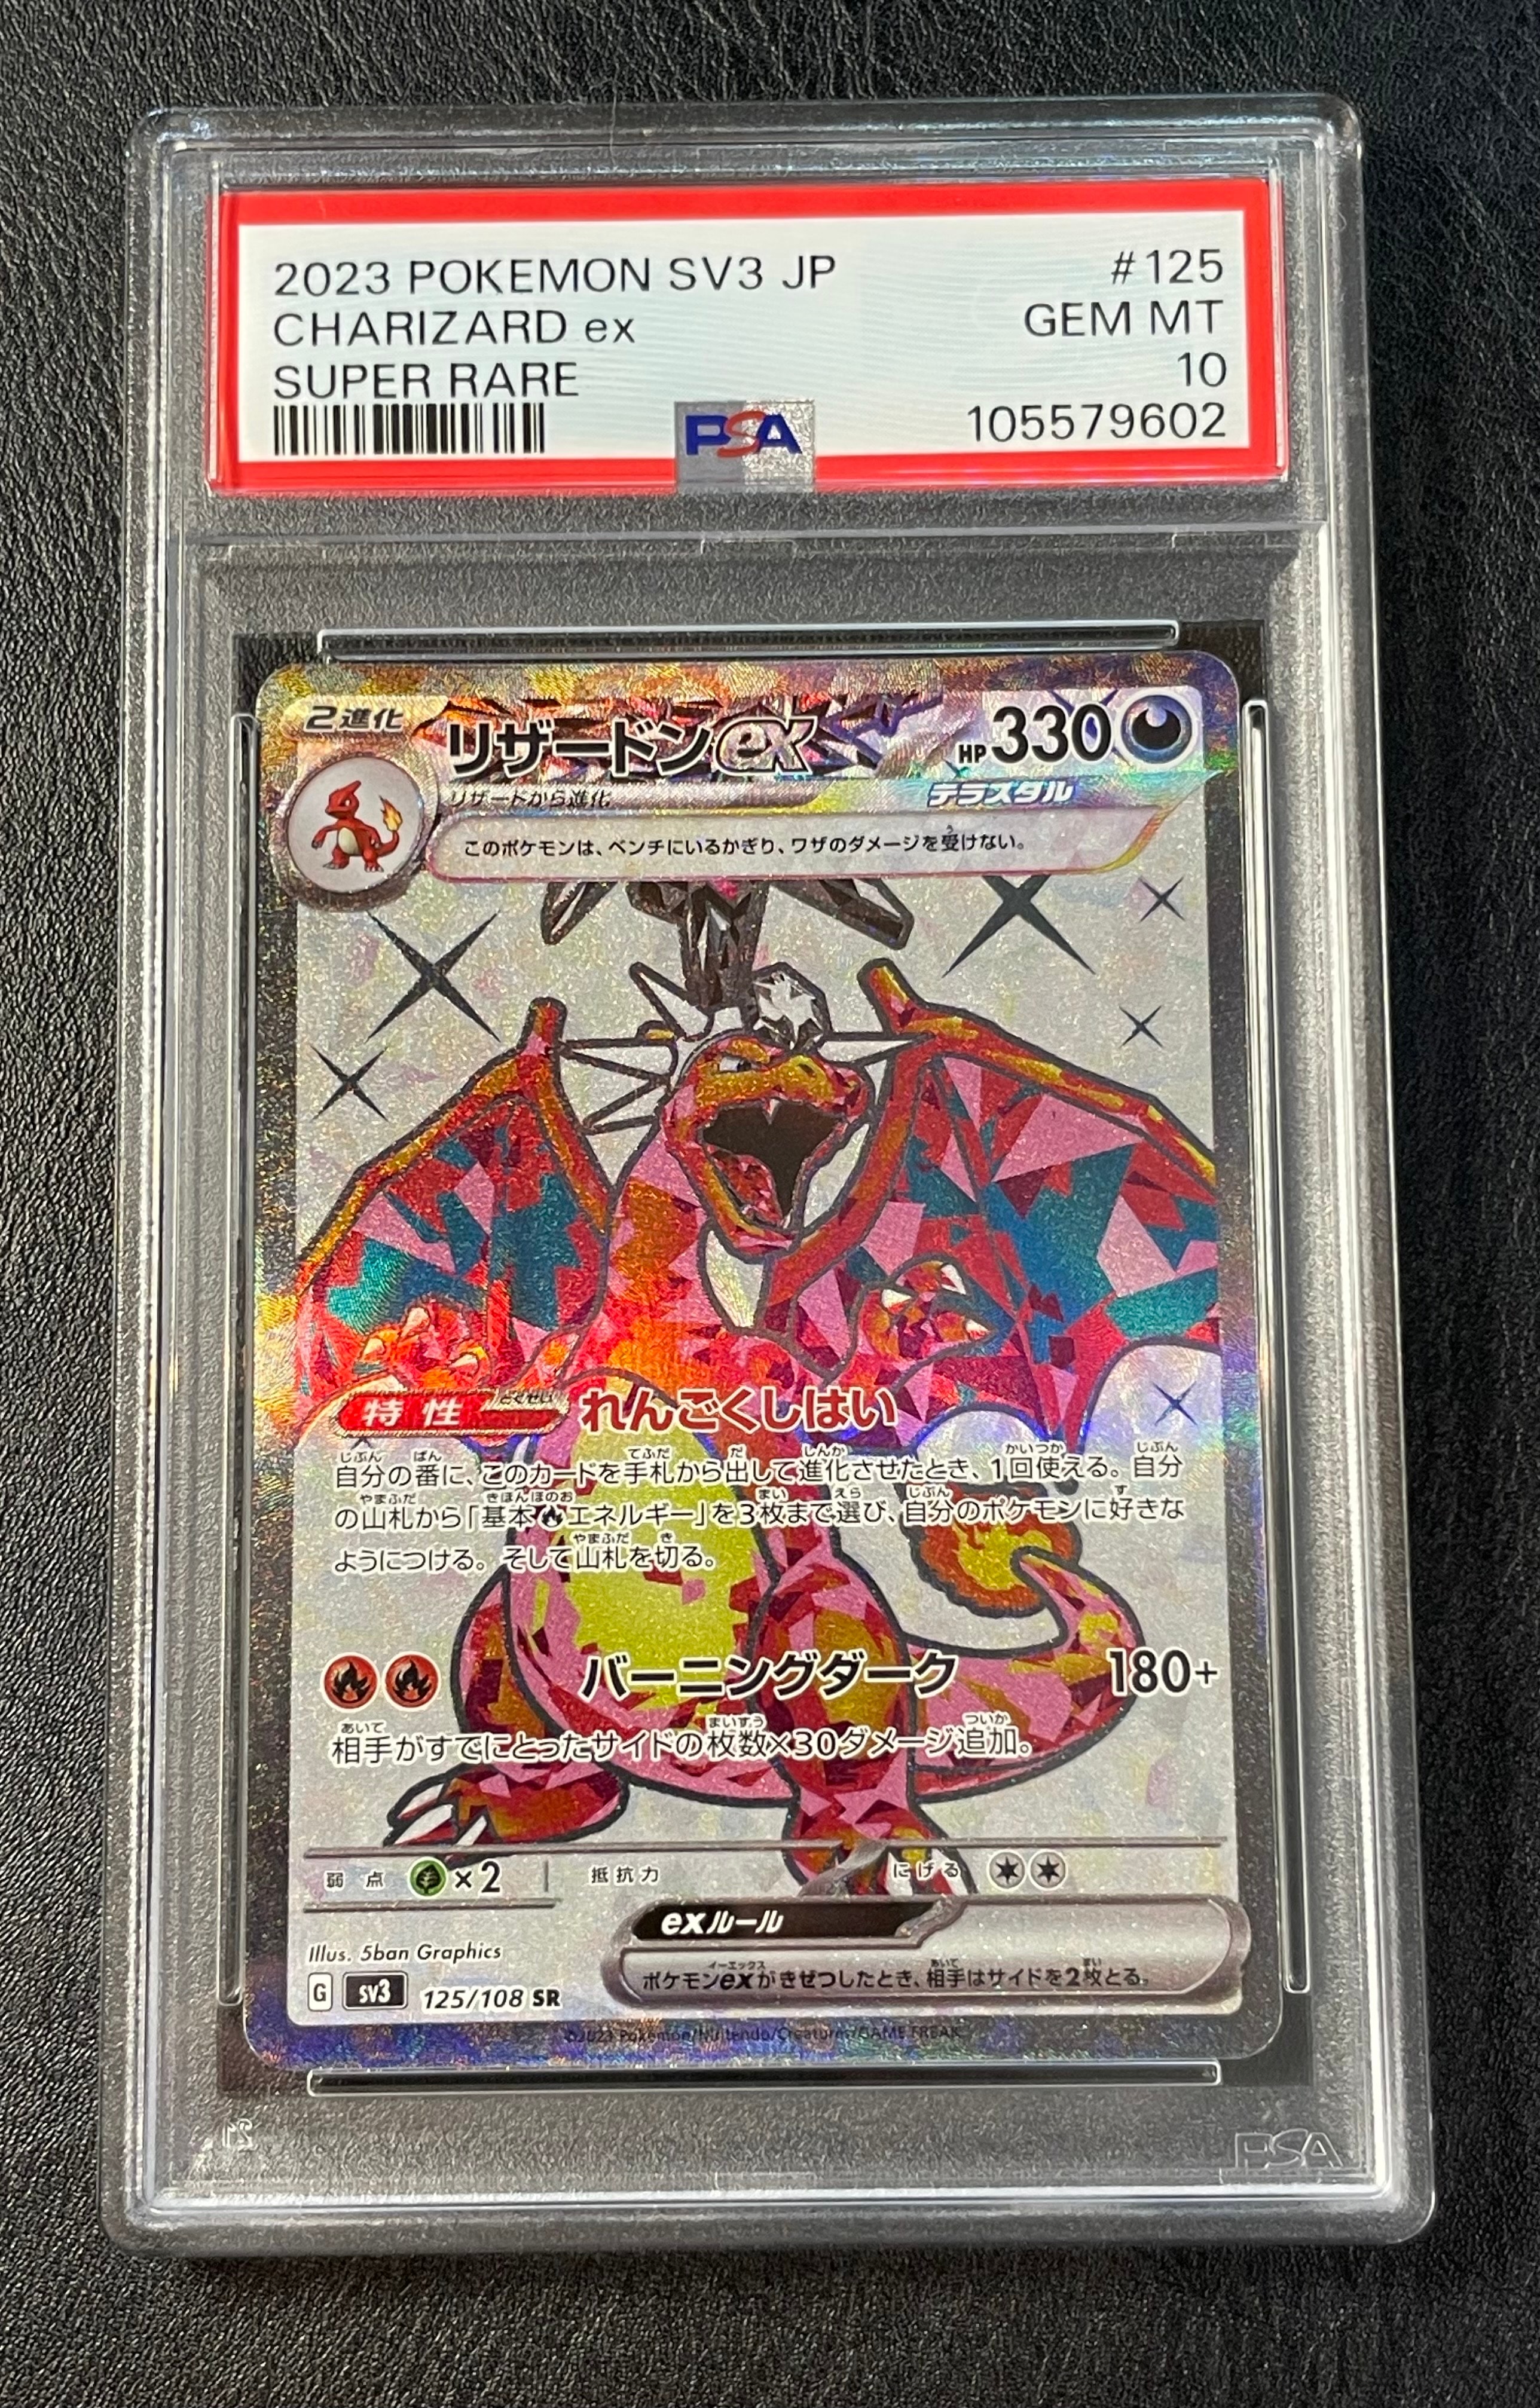 2023 POKEMON SV3 JP #125
CHARIZARD ex GEM MT
SUPER RARE 10
PSA 105579602
2進化 リザードンex HP330
リザードから進化 テラスタル
このポケモンは、ベンチにいるかぎり、ワザのダメージを受けない。
特性 れんごくしはい
自分の番に、このカードを手札から出して進化させたとき、1回使える。自分
の山札から「基本エネルギー」を3枚まで選び、自分のポケモンに好きな
ようにつける。そして山札を切る。
バーニングダーク 180+
相手がすでにとったサイドの枚数×30ダメージ追加。
弱点 ×2 抵抗力 にげる
exルール
Illus. 5ban Graphics
ポケモンexがきぜつしたとき、相手はサイドを2枚とる。
G sv3 125/108 SR
©2023 Pokémon/Nintendo/Creatures/GAME FREAK
PSA